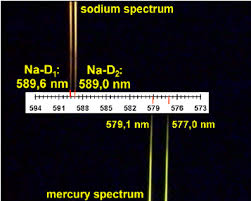 sodium spectrum
Na-D1: Na-D2:
589,6 nm 589,0 nm
594 591 588 585 582 579 576 573
579,1 nm 577,0 nm
mercury spectrum